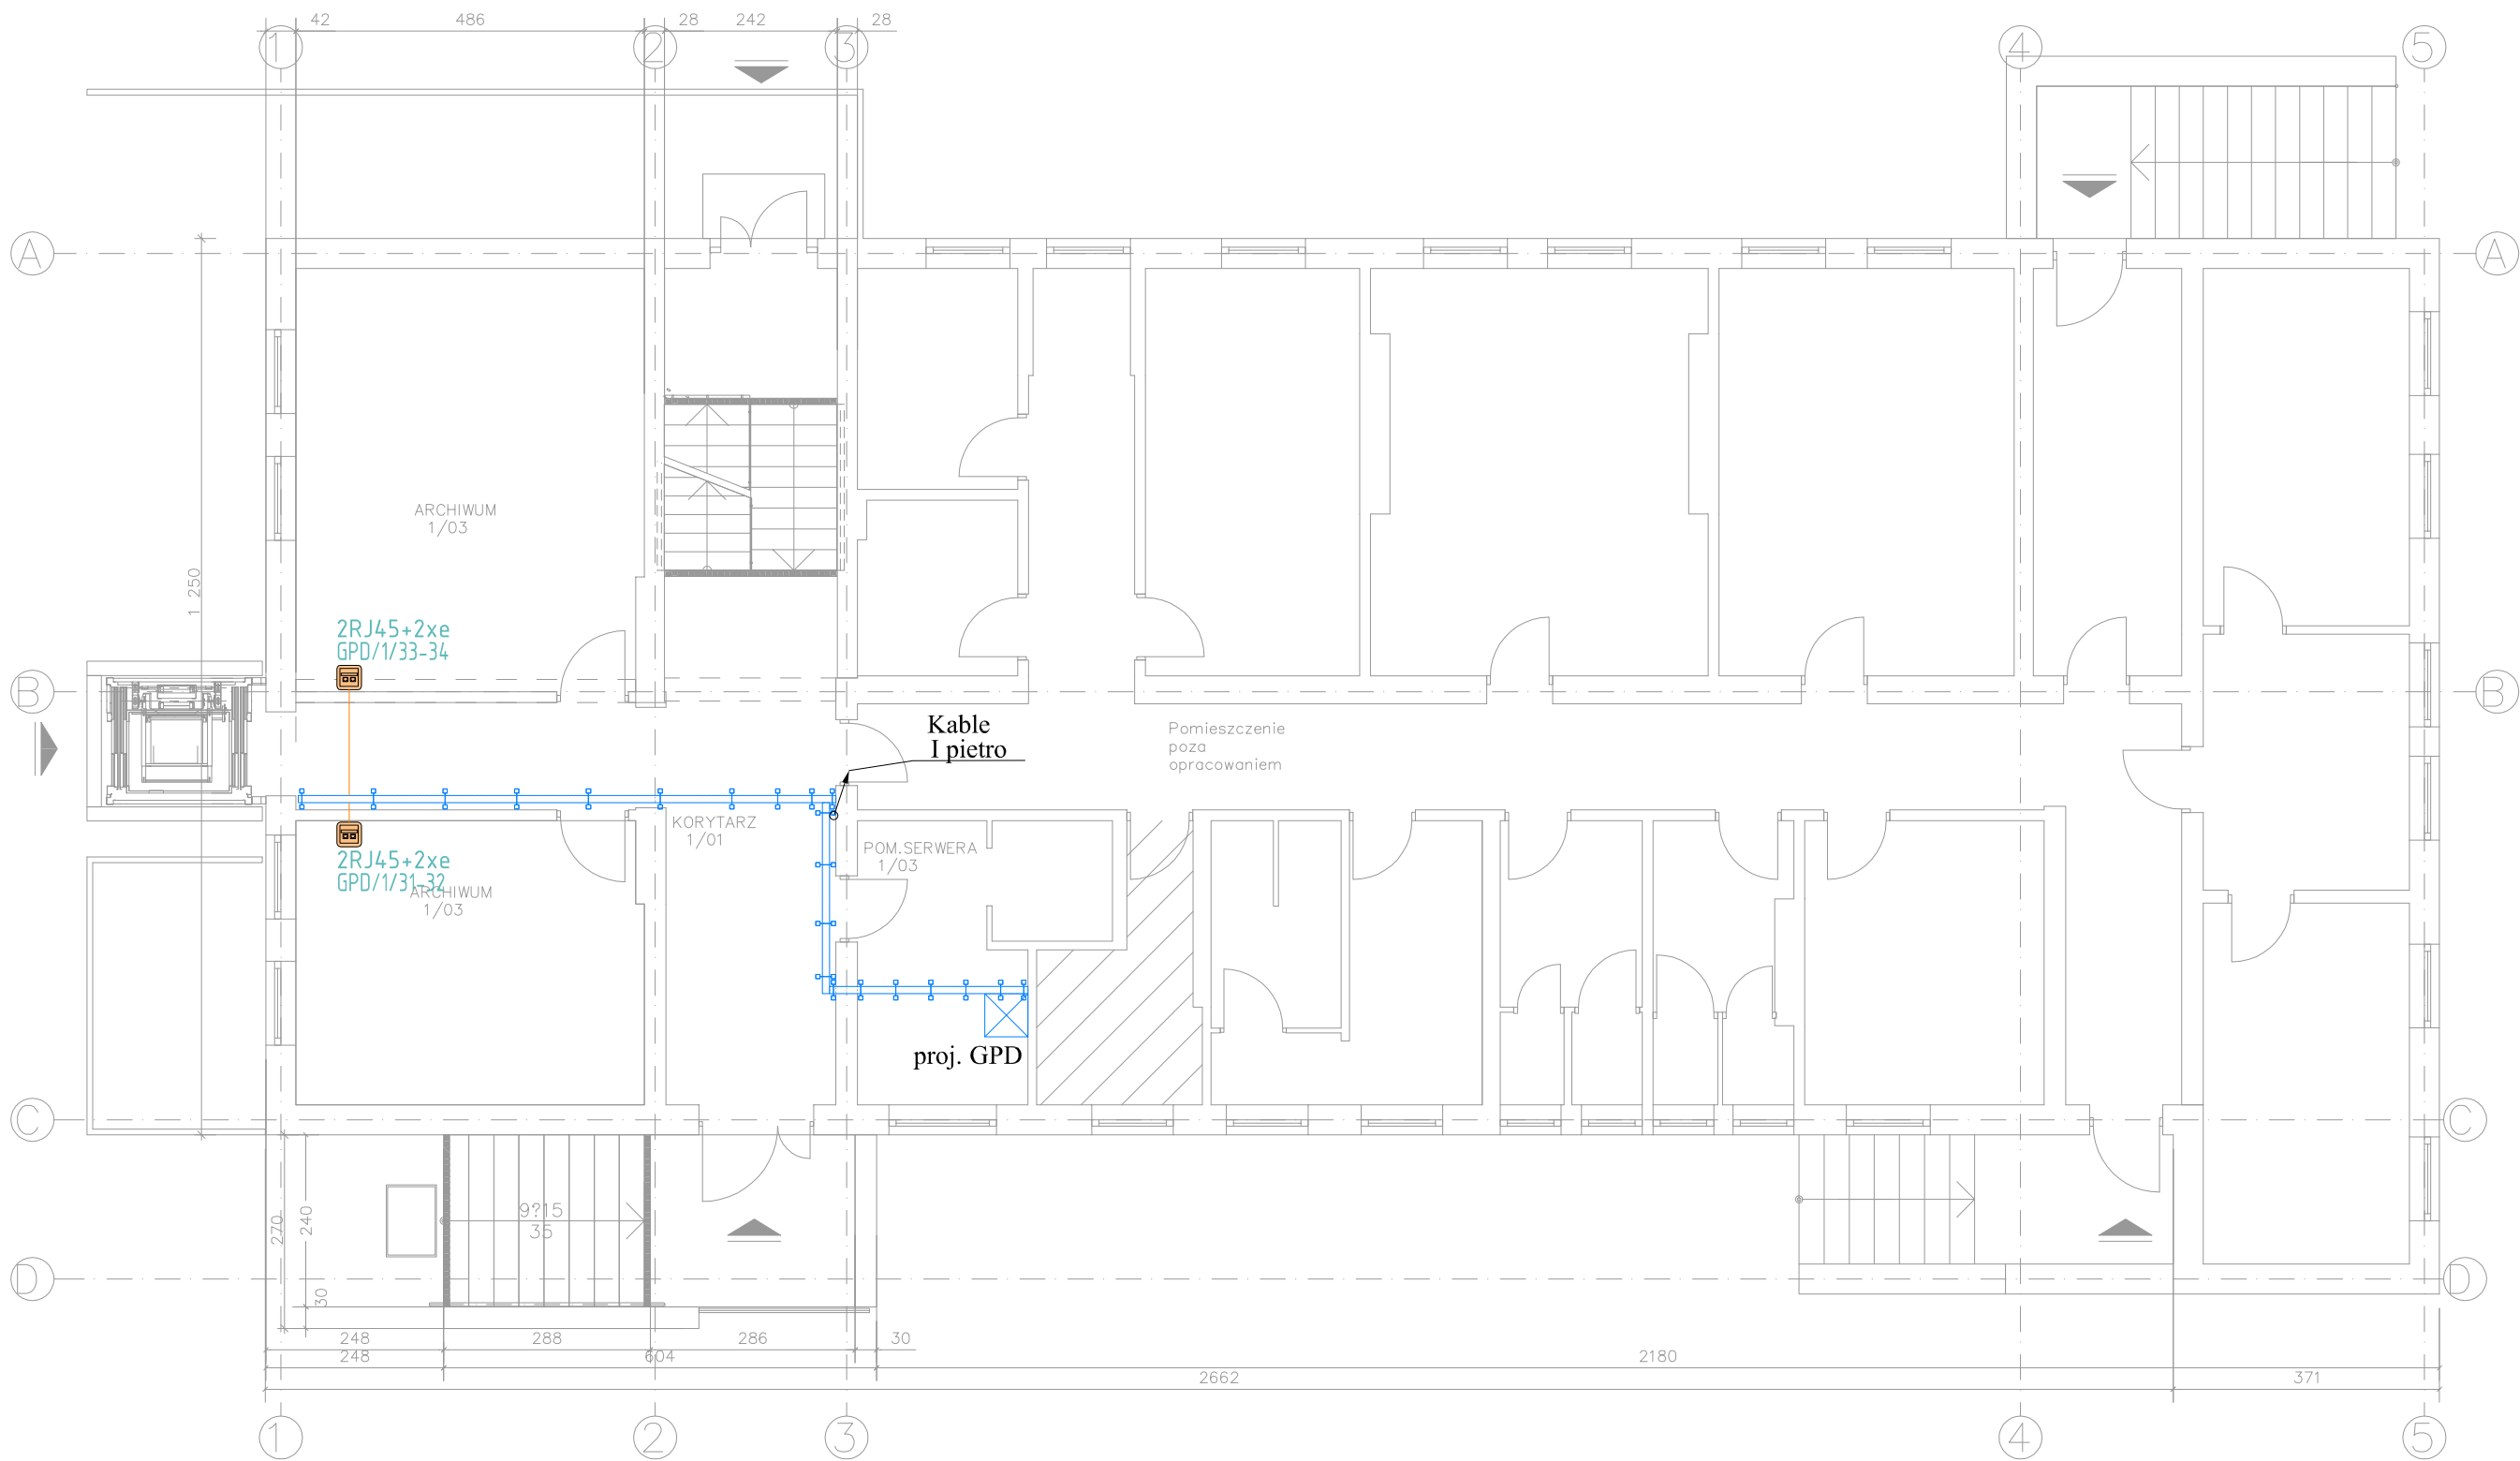 42
486
28
242
28
1
2
3
4
5
A
A
ARCHIWUM
1/03
1 250
2RJ45+2xe
GPD/1/33-34
B
B
Kable
I pietro
Pomieszczenie
poza
opracowaniem
KORYTARZ
1/01
POM.SERWERA
1/03
2RJ45+2xe
GPD/1/31-32
ARCHIWUM
1/03
proj. GPD
C
C
9?15
35
270
240
30
D
D
248
288
286
30
248
604
2180
2662
371
1
2
3
4
5